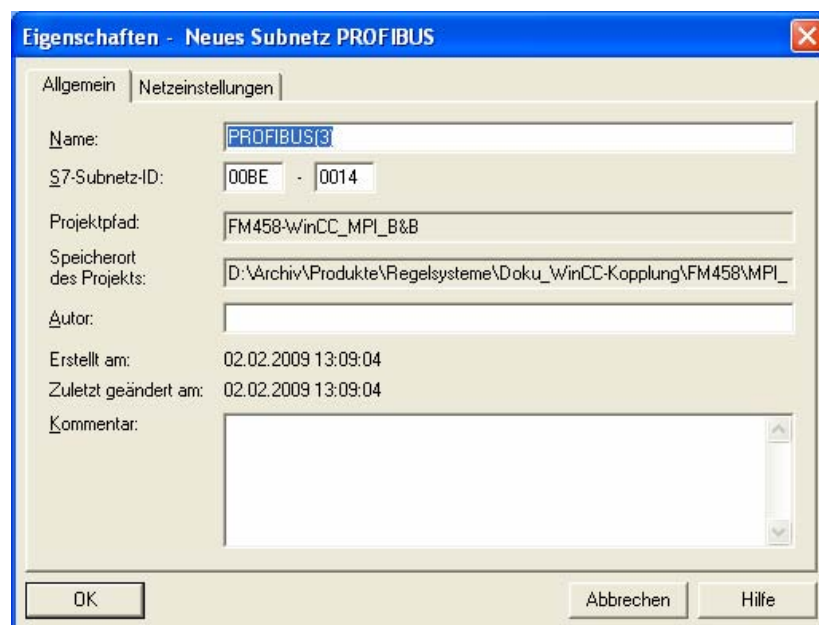 Eigenschaften - Neues Subnetz PROFIBUS
Allgemein
Netzeinstellungen
Name:
PROFIBUS(3)
S7-Subnetz-ID:
00BE - 0014
Projektpfad:
FM458-WinCC_MPI_B&B
Speicherort
des Projekts:
D:\Archiv\Produkte\Regelsysteme\Doku_WinCC-Kopplung\FM458\MPI_
Autor:
Erstellt am: 02.02.2009 13:09:04
Zuletzt geändert am: 02.02.2009 13:09:04
Kommentar:
OK
Abbrechen
Hilfe